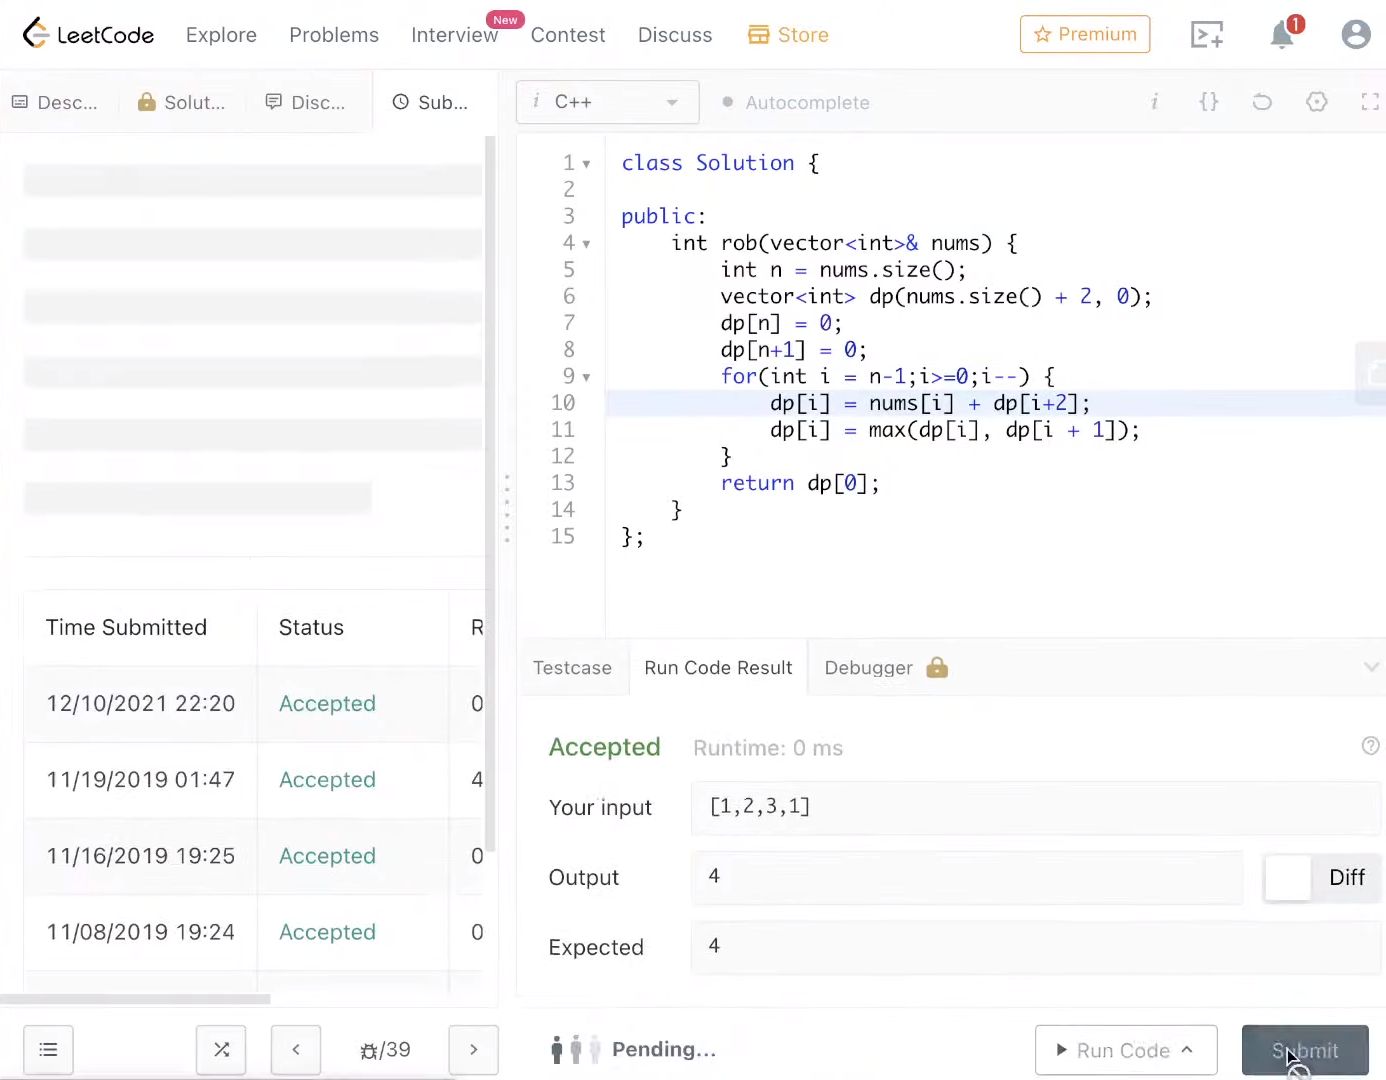 LeetCode Explore Problems Interview New Contest Discuss Store Premium 1
Desc... Solut... Disc... Sub...
i C++ Autocomplete i {}
1 class Solution {
2
3 public:
4 int rob(vector<int>& nums) {
5 int n = nums.size();
6 vector<int> dp(nums.size() + 2, 0);
7 dp[n] = 0;
8 dp[n+1] = 0;
9 for(int i = n-1;i>=0;i--) {
10 dp[i] = nums[i] + dp[i+2];
11 dp[i] = max(dp[i], dp[i + 1]);
12 }
13 return dp[0];
14 }
15 };
Time Submitted Status R
12/10/2021 22:20 Accepted 0
11/19/2019 01:47 Accepted 4
11/16/2019 19:25 Accepted 0
11/08/2019 19:24 Accepted 0
Testcase Run Code Result Debugger
Accepted Runtime: 0 ms
Your input [1,2,3,1]
Output 4 Diff
Expected 4
/39
Pending...
Run Code Submit